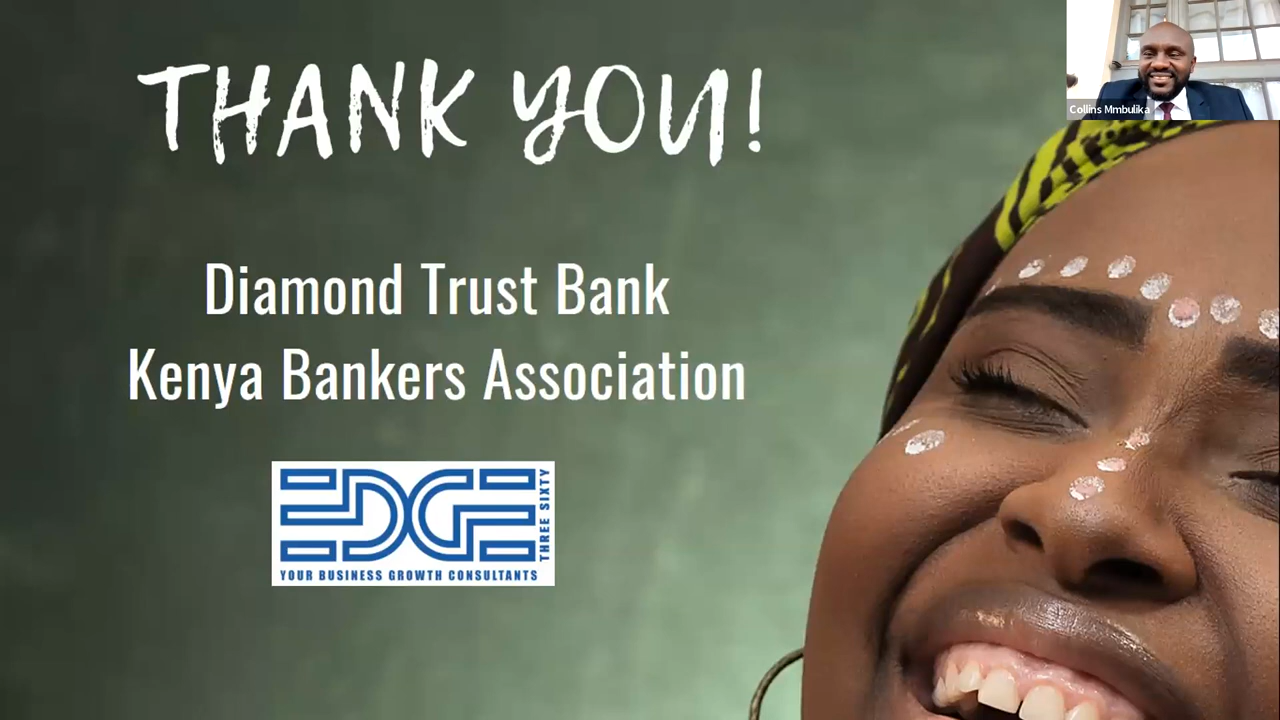 THANK YOU!
Collins Mmbulika
Diamond Trust Bank
Kenya Bankers Association
EDGE
THREE SIXTY
YOUR BUSINESS GROWTH CONSULTANTS